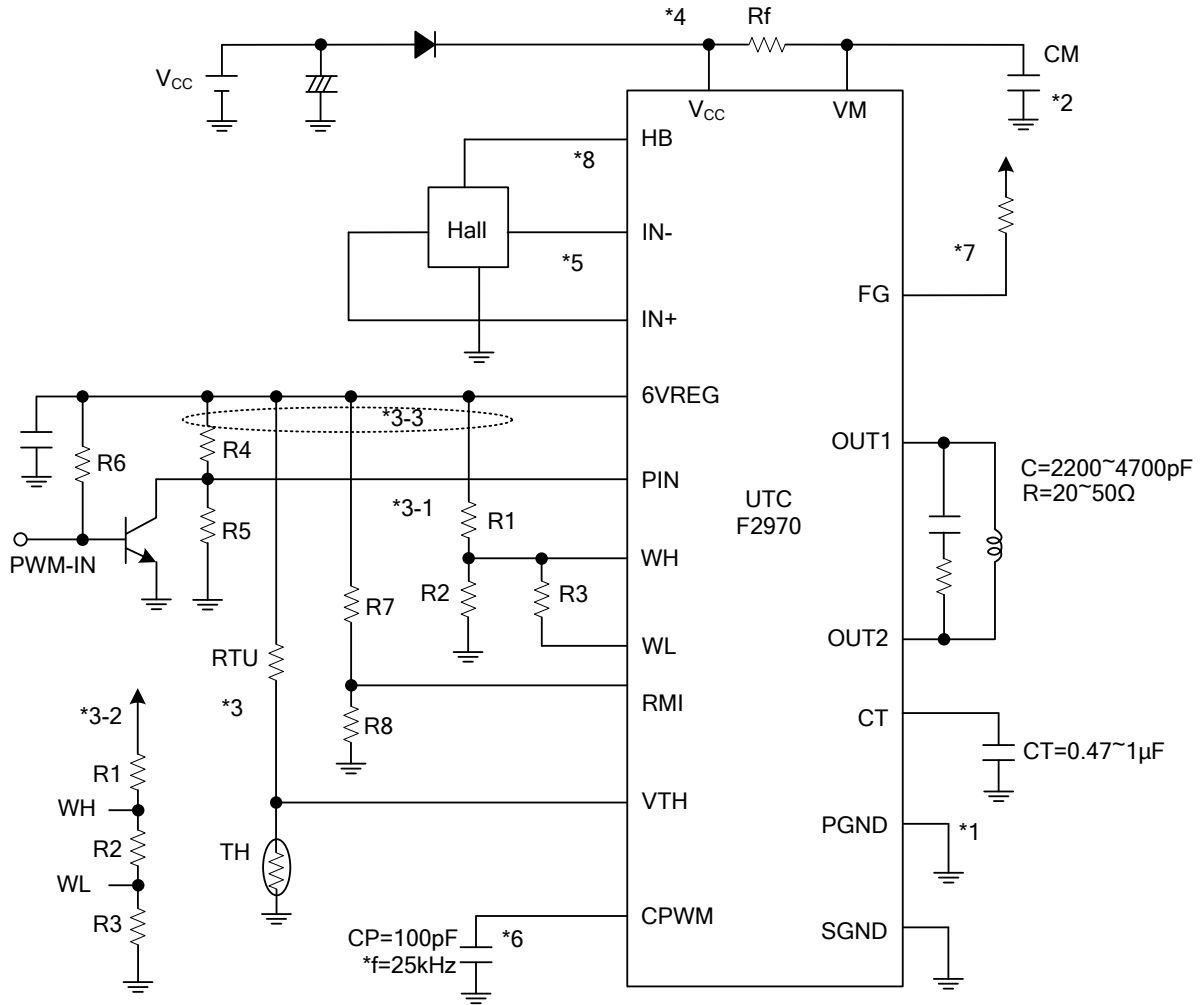 *4
Rf
CM
*2
VCC
VCC
VM
HB
*8
Hall
IN-
*5
IN+
*7
FG
6VREG
*3-3
R4
R6
OUT1
C=2200~4700pF
R=20~50Ω
PIN
*3-1
R1
UTC
F2970
R5
PWM-IN
WH
R2
R3
R7
OUT2
WL
RTU
RMI
*3
R8
CT
CT=0.47~1µF
*3-2
R1
WH
R2
WL
R3
VTH
TH
PGND
*1
CPWM
CP=100pF
*f=25kHz
*6
SGND